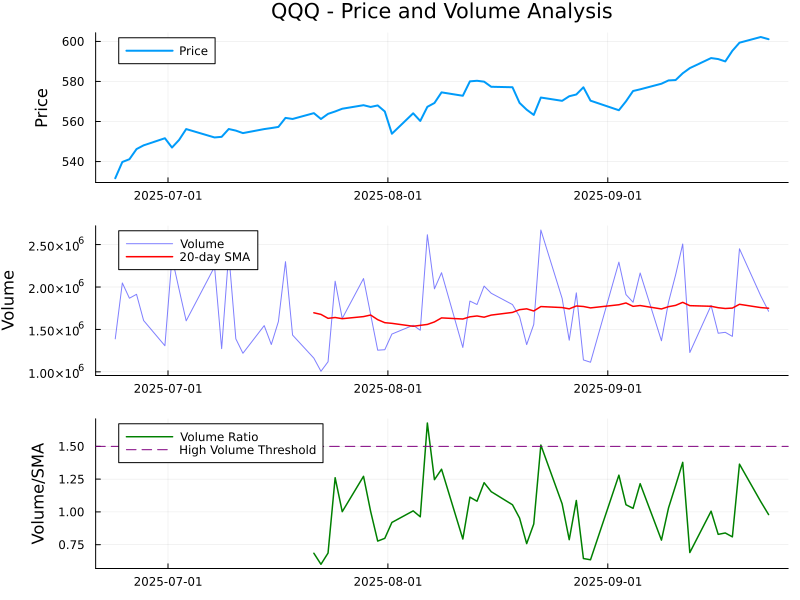 QQQ - Price and Volume Analysis
Price
600
580
560
540
Price
2025-07-01 2025-08-01 2025-09-01
Volume
2.50×10⁶
2.00×10⁶
1.50×10⁶
1.00×10⁶
Volume
20-day SMA
2025-07-01 2025-08-01 2025-09-01
Volume/SMA
1.50
1.25
1.00
0.75
Volume Ratio
High Volume Threshold
2025-07-01 2025-08-01 2025-09-01